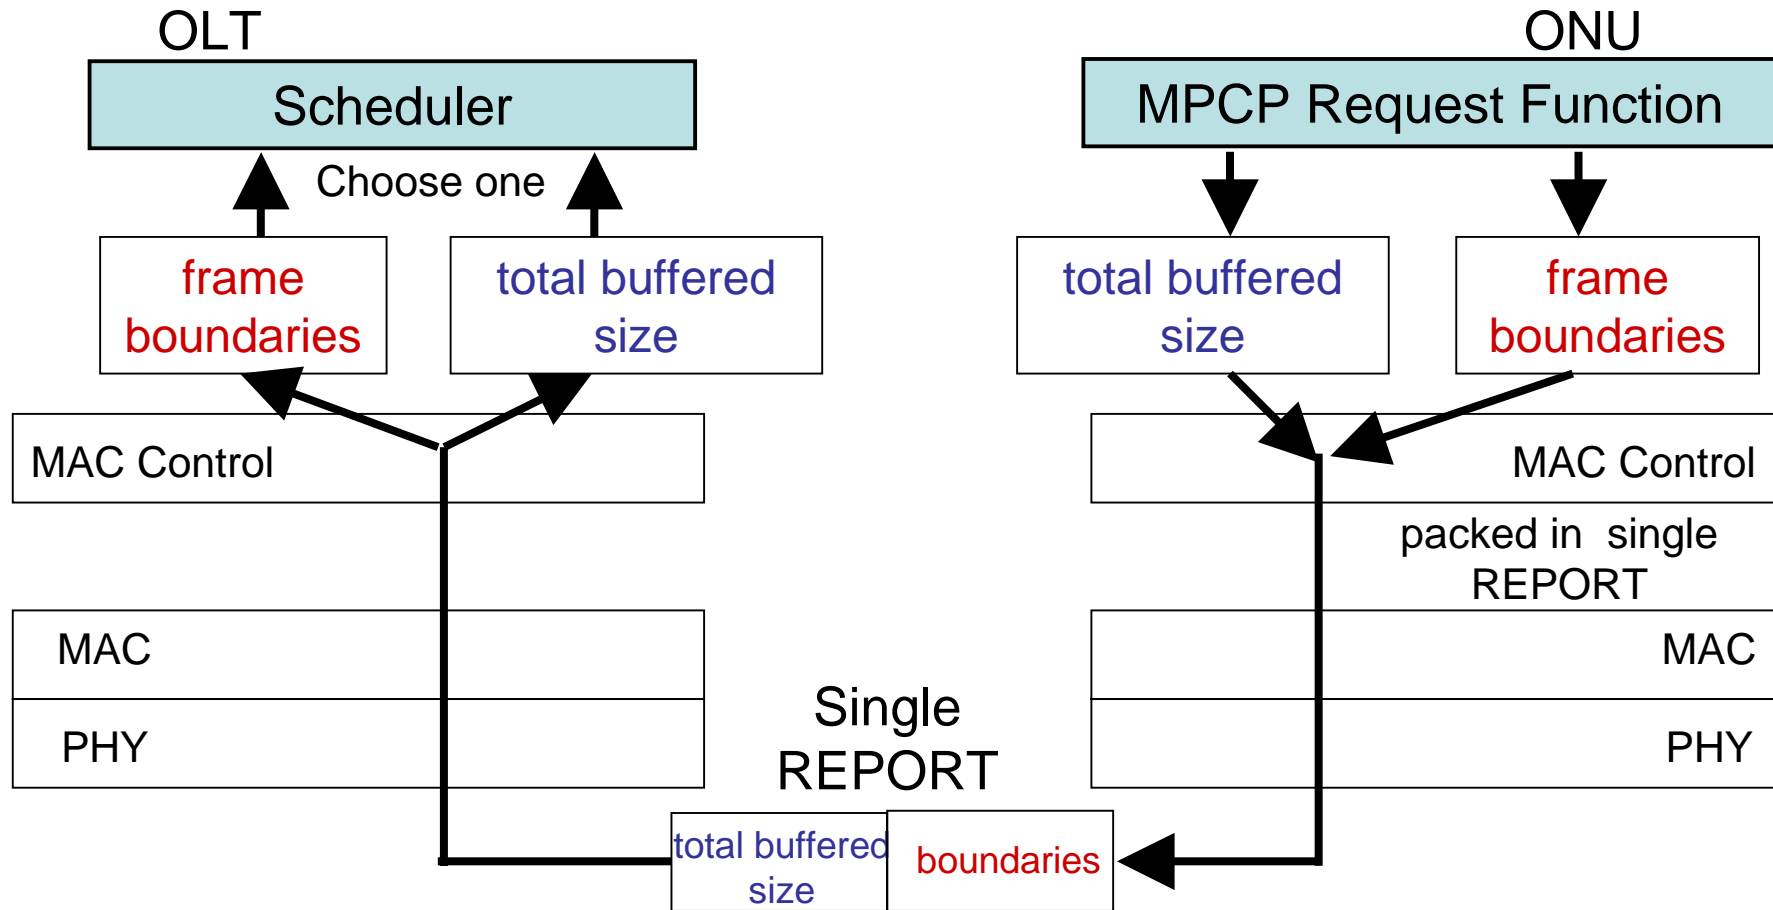 OLT
ONU
Scheduler
MPCP Request Function
Choose one
frame
boundaries
total buffered
size
total buffered
size
frame
boundaries
MAC Control
MAC Control
packed in single
REPORT
MAC
MAC
Single
REPORT
PHY
PHY
total buffered
size
boundaries